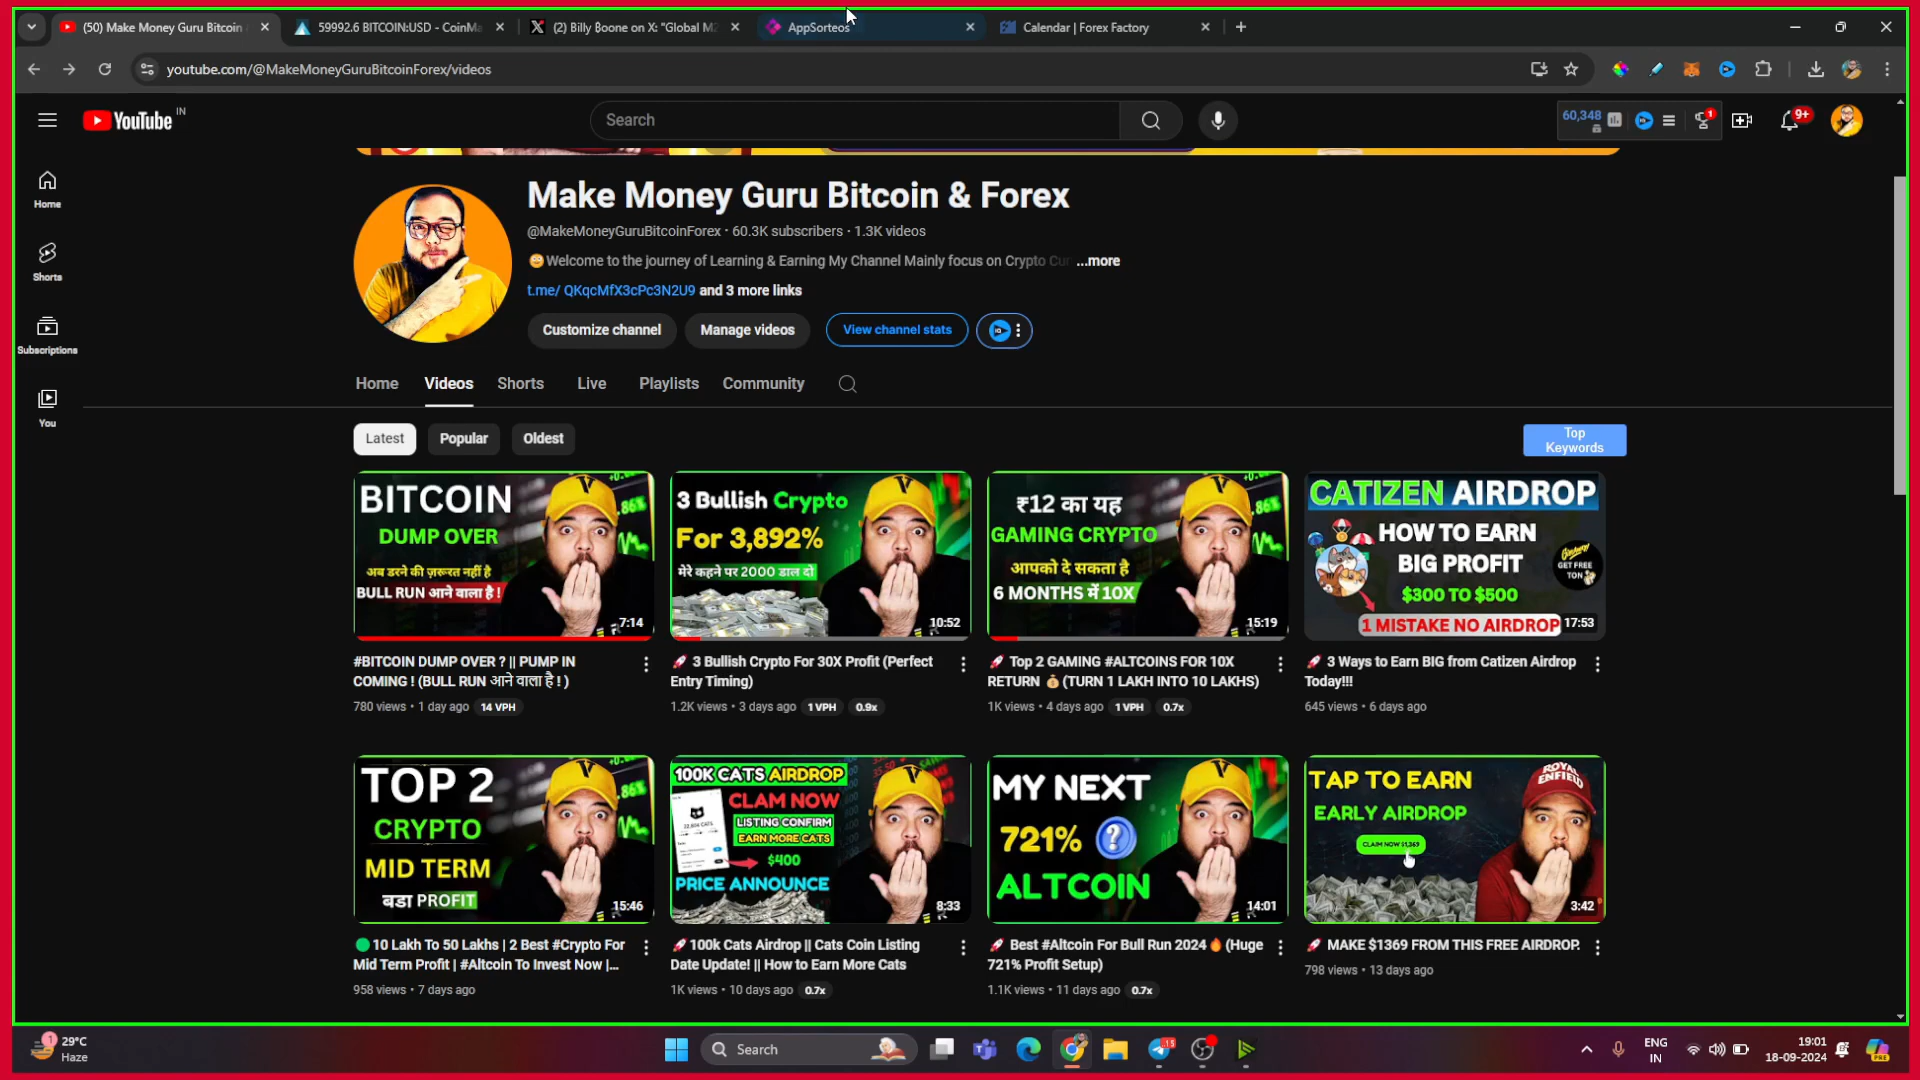 (50) Make Money Guru Bitcoin
59992.6 BITCOIN:USD - CoinMa
(2) Billy Boone on X: "Global M2
AppSorteos
Calendar | Forex Factory
youtube.com/@MakeMoneyGuruBitcoinForex/videos
YouTube IN
Search
60,348
1
9+
Home
Shorts
Subscriptions
You
Make Money Guru Bitcoin & Forex
@MakeMoneyGuruBitcoinForex · 60.3K subscribers · 1.3K videos
Welcome to the journey of Learning & Earning My Channel Mainly focus on Crypto Cur ...more
t.me/ QKqcMfX3cPc3N2U9 and 3 more links
Customize channel
Manage videos
View channel stats
Home
Videos
Shorts
Live
Playlists
Community
Latest
Popular
Oldest
Top
Keywords
BITCOIN
DUMP OVER
अब डरने की ज़रूरत नहीं है
BULL RUN आने वाला है !
7:14
3 Bullish Crypto
For 3,892%
मेरे कहने पर 2000 डाल दो
10:52
₹12 का यह
GAMING CRYPTO
आपको दे सकता है
6 MONTHS में 10X
15:19
CATIZEN AIRDROP
HOW TO EARN
BIG PROFIT
Giveaway!
GET FREE
TON
$300 TO $500
1 MISTAKE NO AIRDROP
17:53
#BITCOIN DUMP OVER ? || PUMP IN
COMING ! (BULL RUN आने वाला है ! )
780 views · 1 day ago 14 VPH
3 Bullish Crypto For 30X Profit (Perfect
Entry Timing)
1.2K views · 3 days ago 1 VPH 0.9x
Top 2 GAMING #ALTCOINS FOR 10X
RETURN (TURN 1 LAKH INTO 10 LAKHS)
1K views · 4 days ago 1 VPH 0.7x
3 Ways to Earn BIG from Catizen Airdrop
Today!!!
645 views · 6 days ago
TOP 2
CRYPTO
MID TERM
बडा PROFIT
15:46
100K CATS AIRDROP
CLAM NOW
LISTING CONFIRM
EARN MORE CATS
$400
PRICE ANNOUNCE
8:33
MY NEXT
721%
ALTCOIN
14:01
TAP TO EARN
EARLY AIRDROP
CLAIM NOW $1,369
ROYAL
ENFIELD
3:42
10 Lakh To 50 Lakhs | 2 Best #Crypto For
Mid Term Profit | #Altcoin To Invest Now |...
958 views · 7 days ago
100k Cats Airdrop || Cats Coin Listing
Date Update! || How to Earn More Cats
1K views · 10 days ago 0.7x
Best #Altcoin For Bull Run 2024 (Huge
721% Profit Setup)
1.1K views · 11 days ago 0.7x
MAKE $1369 FROM THIS FREE AIRDROP.
798 views · 13 days ago
1
29°C
Haze
Search
15
ENG
IN
19:01
18-09-2024
PRE